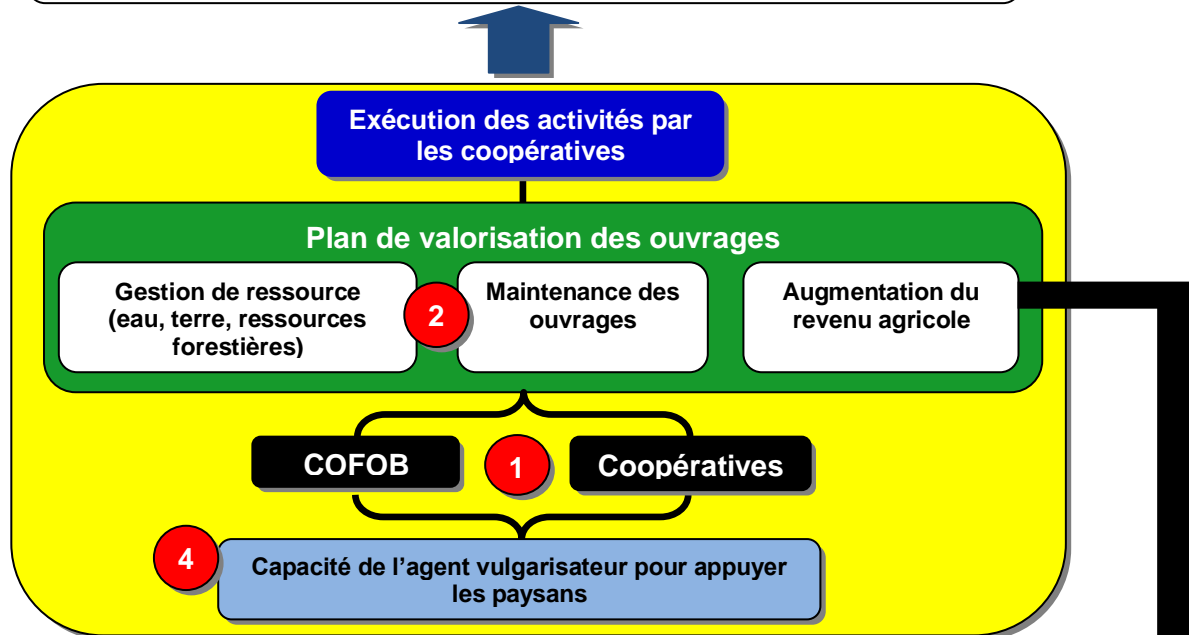 Exécution des activités par
les coopératives
Plan de valorisation des ouvrages
Gestion de ressource
(eau, terre, ressources
forestières)
2
Maintenance des
ouvrages
Augmentation du
revenu agricole
COFOB
1
Coopératives
4
Capacité de l'agent vulgarisateur pour appuyer
les paysans